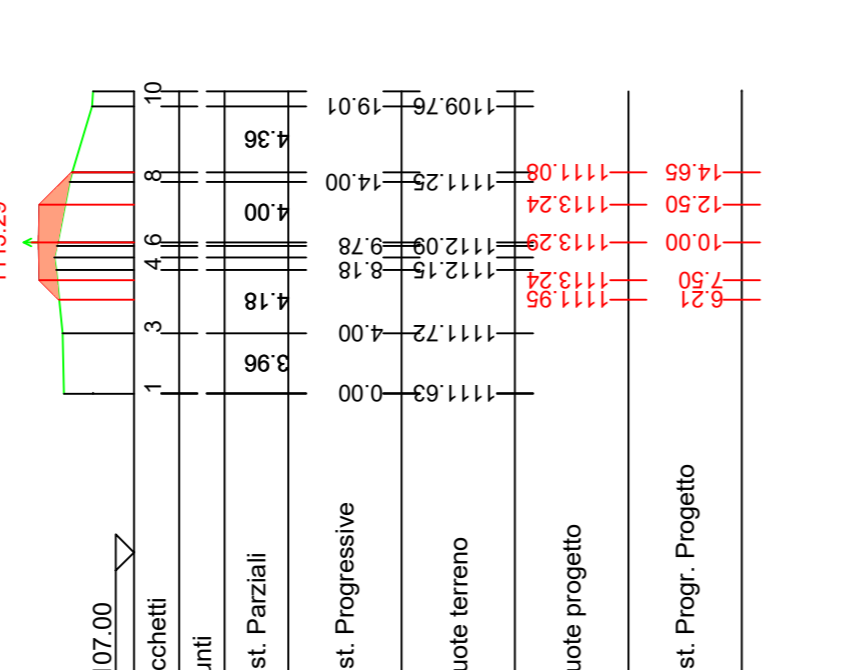 1113.29
107.00
cchetti 1 3 4 6 8 10
unti
st. Parziali 3.96 4.18 4.00 4.36
st. Progressive 0.00 4.00 8.18 9.78 14.00 19.01
uote terreno 1111.63 1111.72 1112.15 1112.09 1111.25 1109.76
uote progetto 1111.95 1113.24 1113.29 1113.24 1111.08
st. Progr. Progetto 6.21 7.50 10.00 12.50 14.65